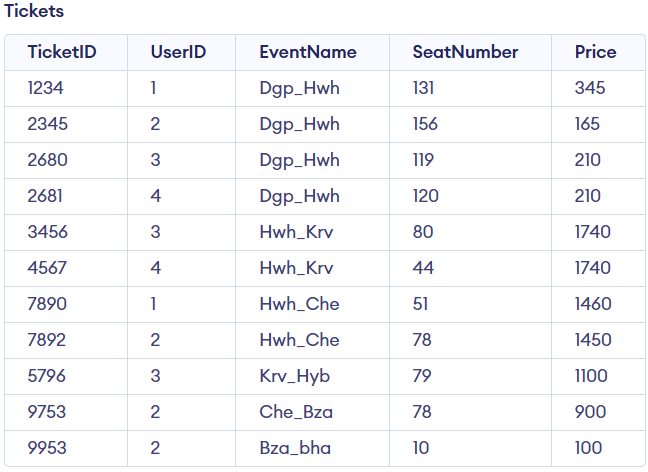 Tickets
TicketID UserID EventName SeatNumber Price
1234 1 Dgp_Hwh 131 345
2345 2 Dgp_Hwh 156 165
2680 3 Dgp_Hwh 119 210
2681 4 Dgp_Hwh 120 210
3456 3 Hwh_Krv 80 1740
4567 4 Hwh_Krv 44 1740
7890 1 Hwh_Che 51 1460
7892 2 Hwh_Che 78 1450
5796 3 Krv_Hyb 79 1100
9753 2 Che_Bza 78 900
9953 2 Bza_bha 10 100